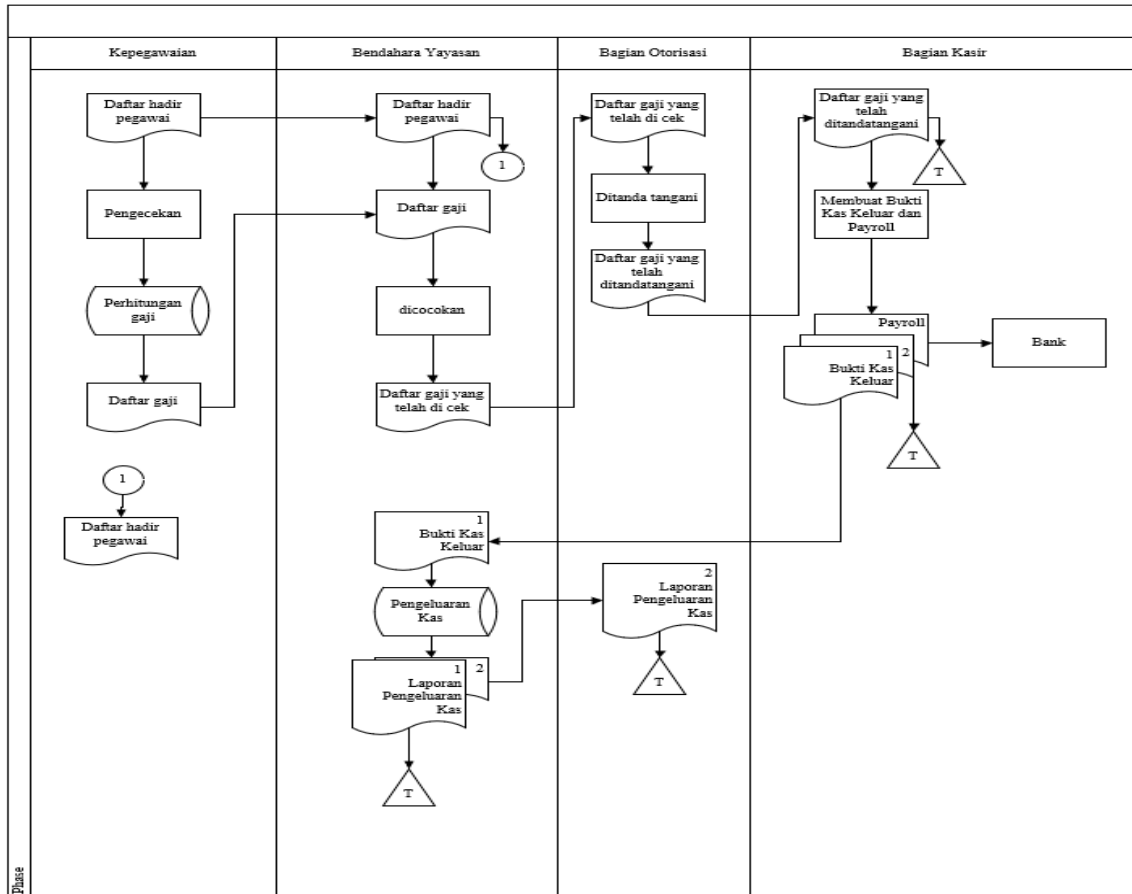 Kepegawaian
Bendahara Yayasan
Bagian Otorisasi
Bagian Kasir
Daftar hadir
pegawai
Pengecekan
Perhitungan
gaji
Daftar gaji
1
Daftar hadir
pegawai
Daftar hadir
pegawai
1
Daftar gaji
dicocokan
Daftar gaji yang
telah di cek
1
Bukti Kas
Keluar
Pengeluaran
Kas
1
2
Laporan
Pengeluaran
Kas
T
Daftar gaji yang
telah di cek
Ditanda tangani
Daftar gaji yang
telah
ditandatangani
2
Laporan
Pengeluaran
Kas
T
Daftar gaji yang
telah
ditandatangani
T
Membuat Bukti
Kas Keluar dan
Payroll
Payroll
2
1
Bukti Kas
Keluar
Bank
T
Phase